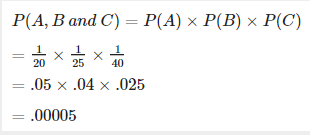 P(A, B and C) = P(A) × P(B) × P(C)
= 1/20 × 1/25 × 1/40
= .05 × .04 × .025
= .00005